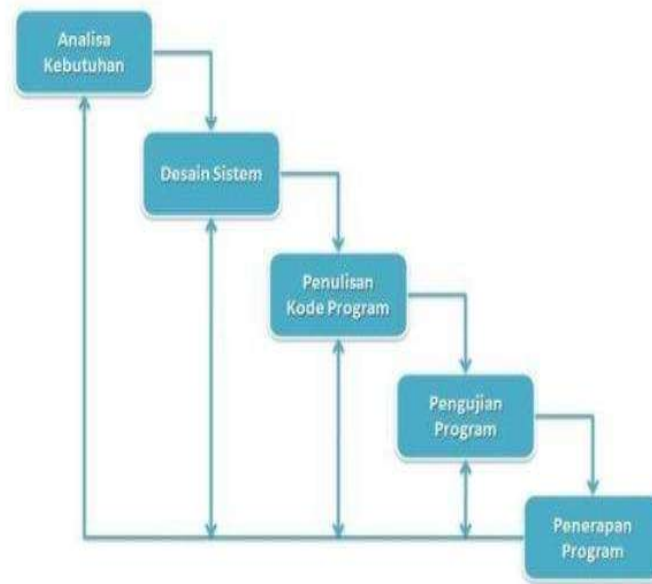 Analisa
Kebutuhan
Desain Sistem
Penulisan
Kode Program
Pengujian
Program
Penerapan
Program